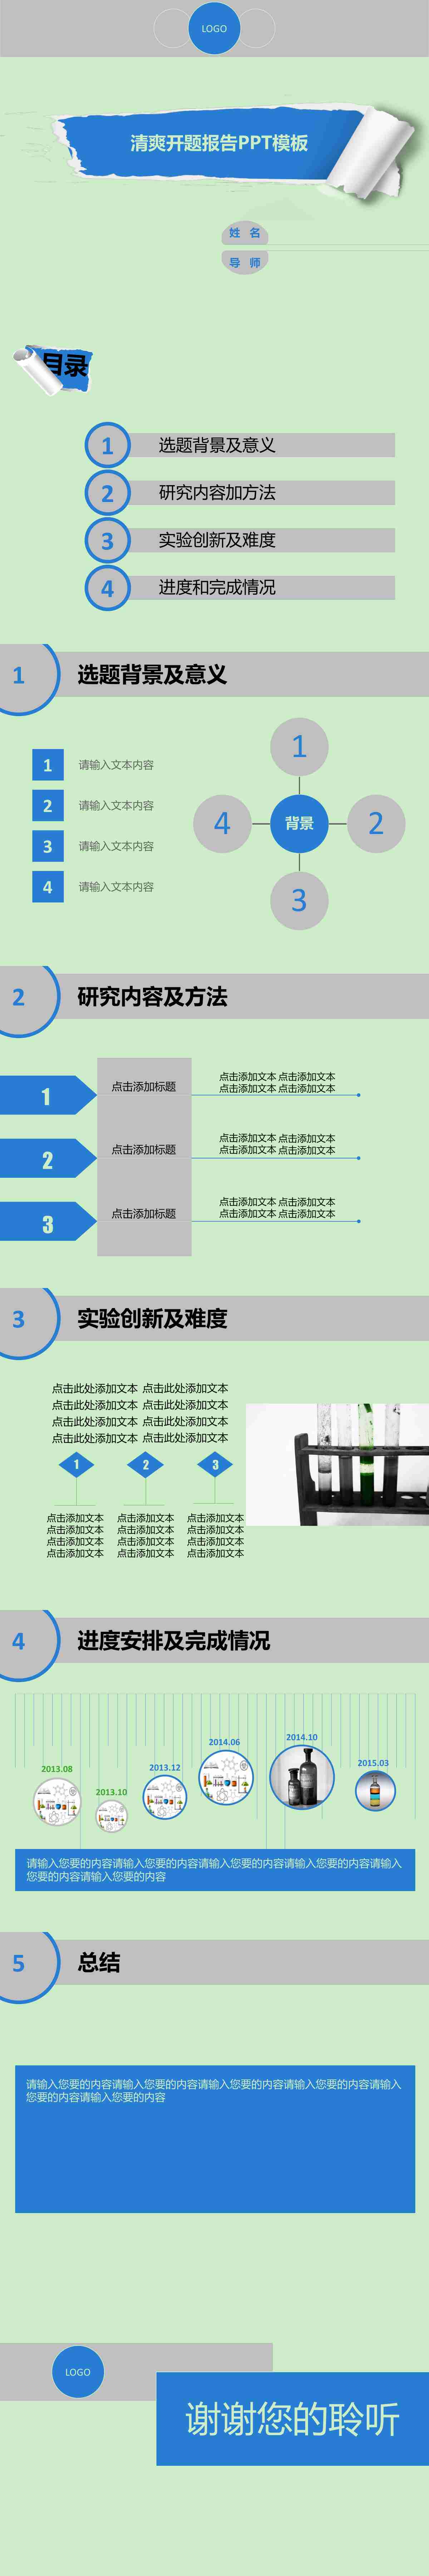 LOGO
清爽开题报告PPT模板
姓 名
导 师
目录
1 选题背景及意义
2 研究内容加方法
3 实验创新及难度
4 进度和完成情况
1 选题背景及意义
1 请输入文本内容
2 请输入文本内容
3 请输入文本内容
4 请输入文本内容
1
4 背景 2
3
2 研究内容及方法
1 点击添加标题
点击添加文本 点击添加文本
点击添加文本 点击添加文本
2 点击添加标题
点击添加文本 点击添加文本
点击添加文本 点击添加文本
3 点击添加标题
点击添加文本 点击添加文本
点击添加文本 点击添加文本
3 实验创新及难度
点击此处添加文本 点击此处添加文本
点击此处添加文本 点击此处添加文本
点击此处添加文本 点击此处添加文本
点击此处添加文本 点击此处添加文本
1 2 3
点击添加文本 点击添加文本 点击添加文本
点击添加文本 点击添加文本 点击添加文本
点击添加文本 点击添加文本 点击添加文本
点击添加文本 点击添加文本 点击添加文本
4 进度安排及完成情况
2013.08
2013.10
2013.12
2014.06
2014.10
2015.03
请输入您要的内容请输入您要的内容请输入您要的内容请输入您要的内容请输入
您要的内容请输入您要的内容
5 总结
请输入您要的内容请输入您要的内容请输入您要的内容请输入您要的内容请输入
您要的内容请输入您要的内容
LOGO
谢谢您的聆听